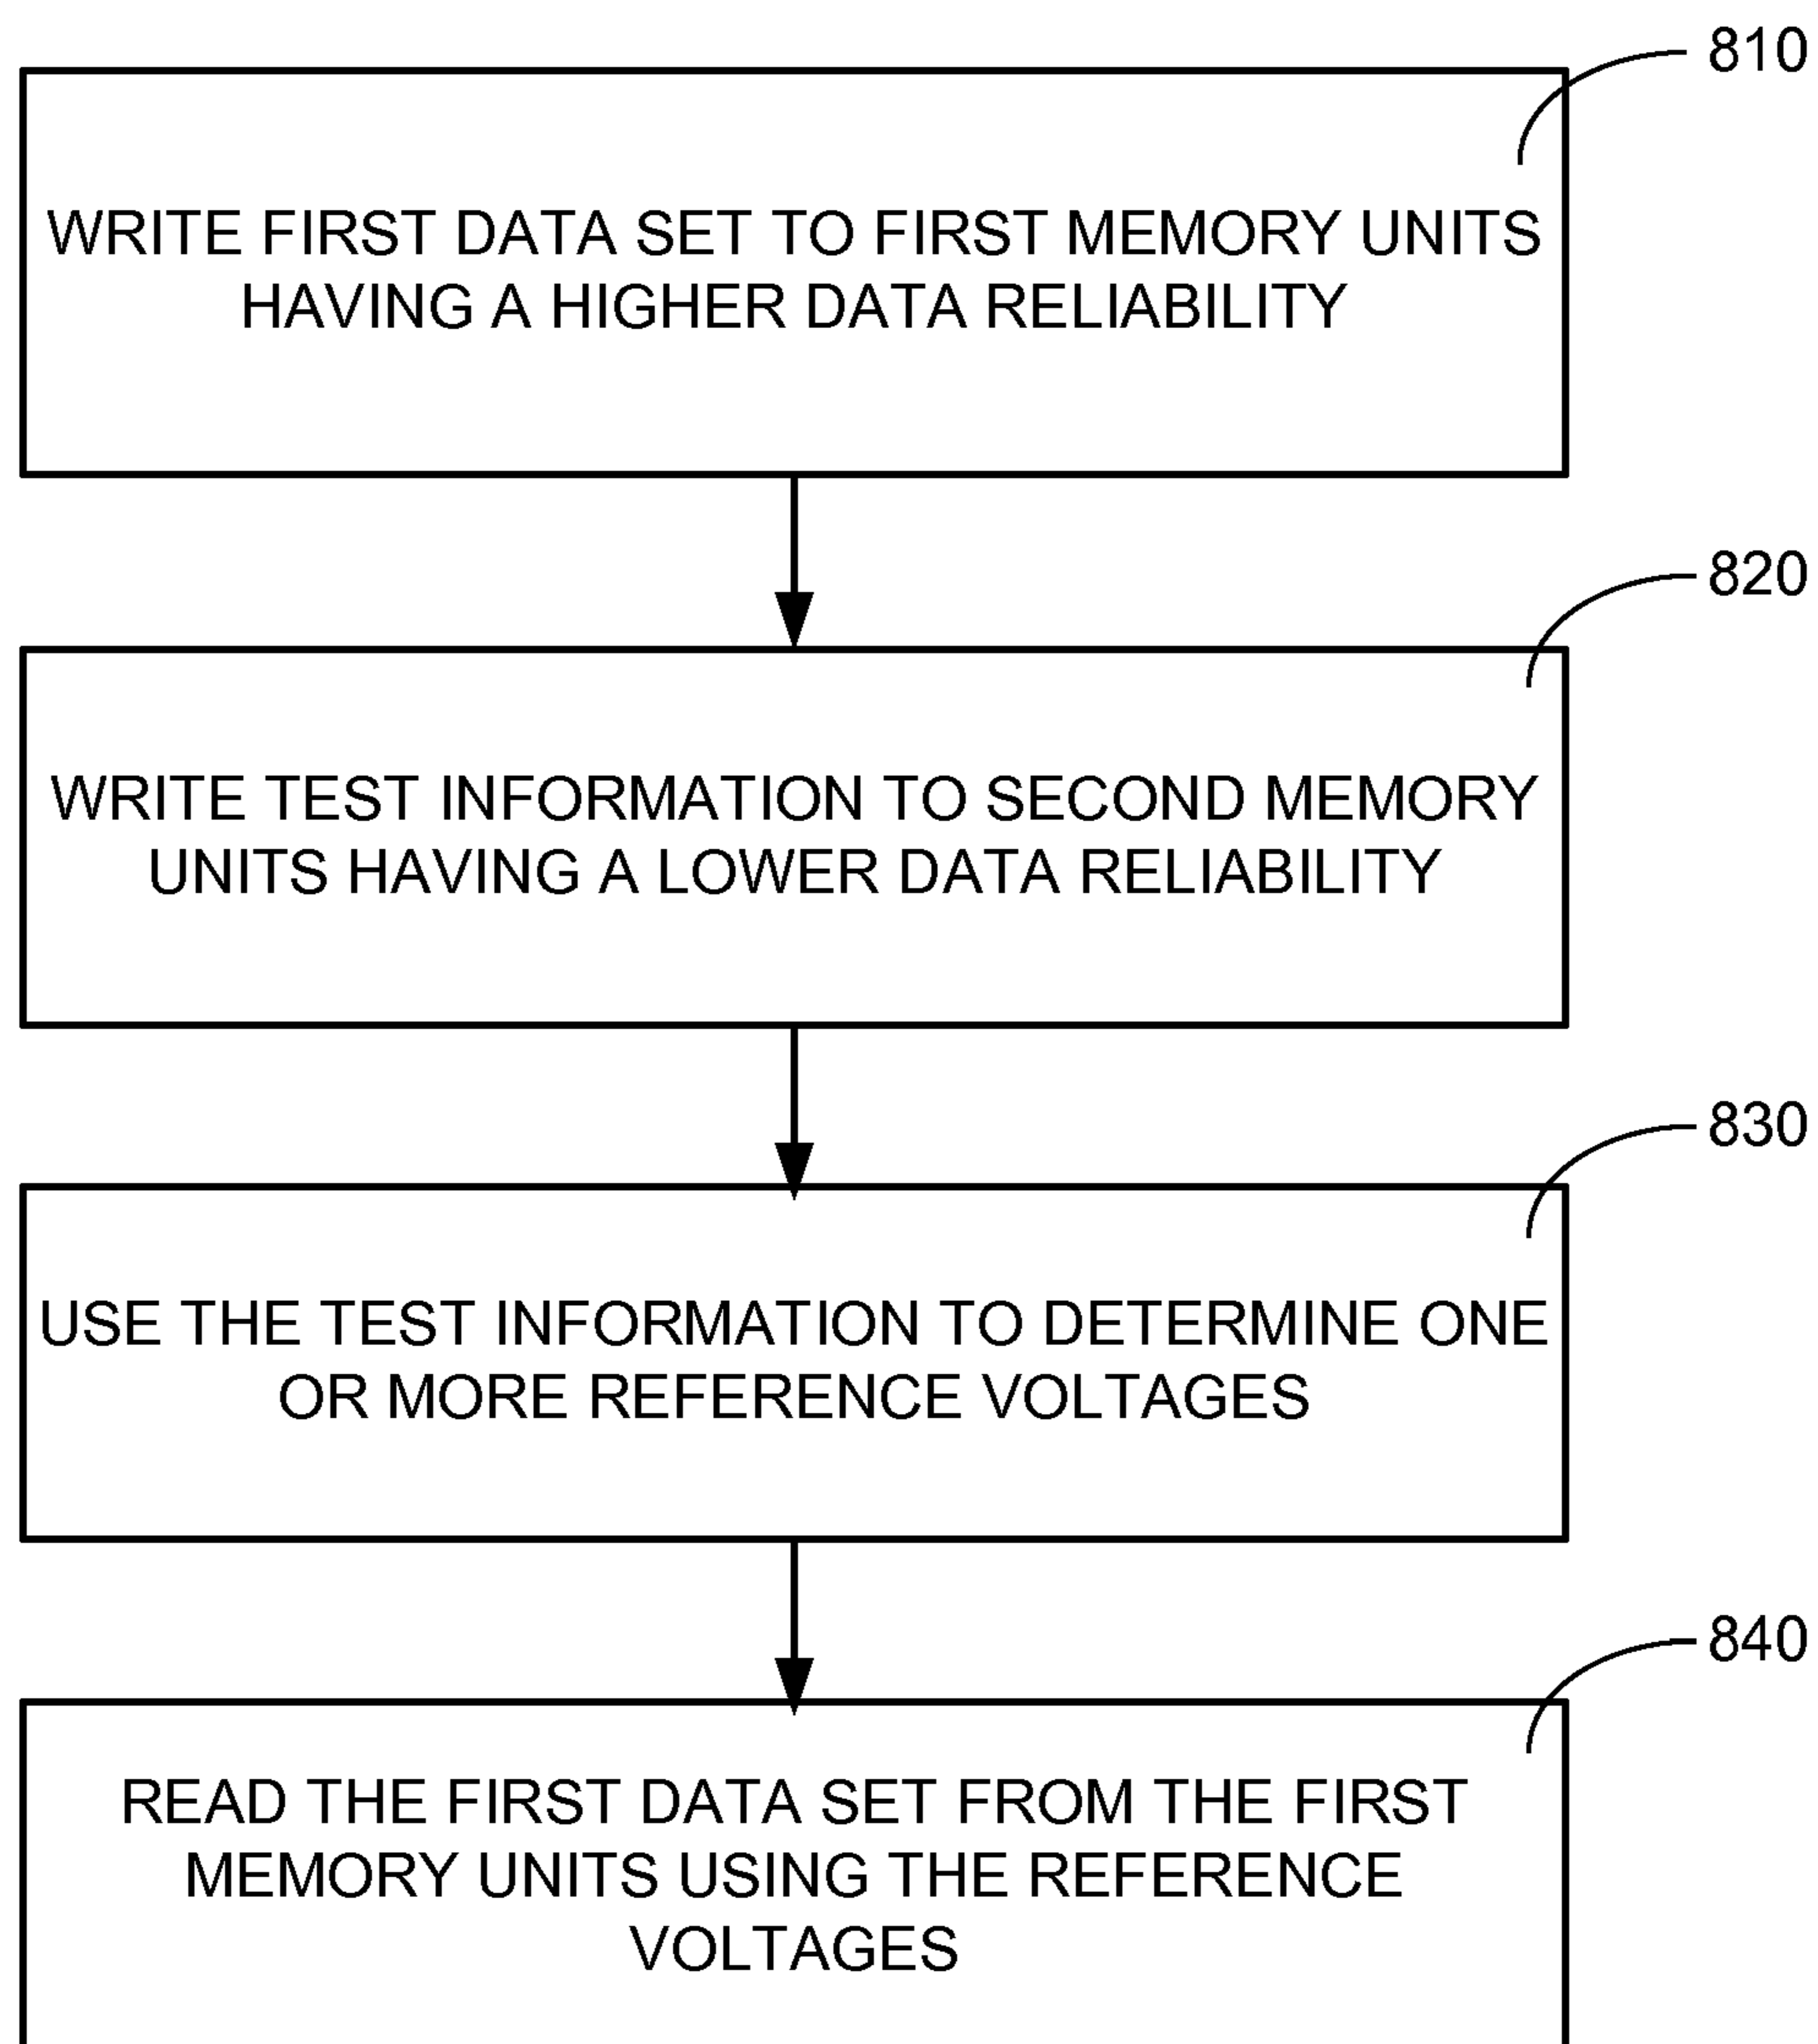 810
WRITE FIRST DATA SET TO FIRST MEMORY UNITS
HAVING A HIGHER DATA RELIABILITY
820
WRITE TEST INFORMATION TO SECOND MEMORY
UNITS HAVING A LOWER DATA RELIABILITY
830
USE THE TEST INFORMATION TO DETERMINE ONE
OR MORE REFERENCE VOLTAGES
840
READ THE FIRST DATA SET FROM THE FIRST
MEMORY UNITS USING THE REFERENCE
VOLTAGES